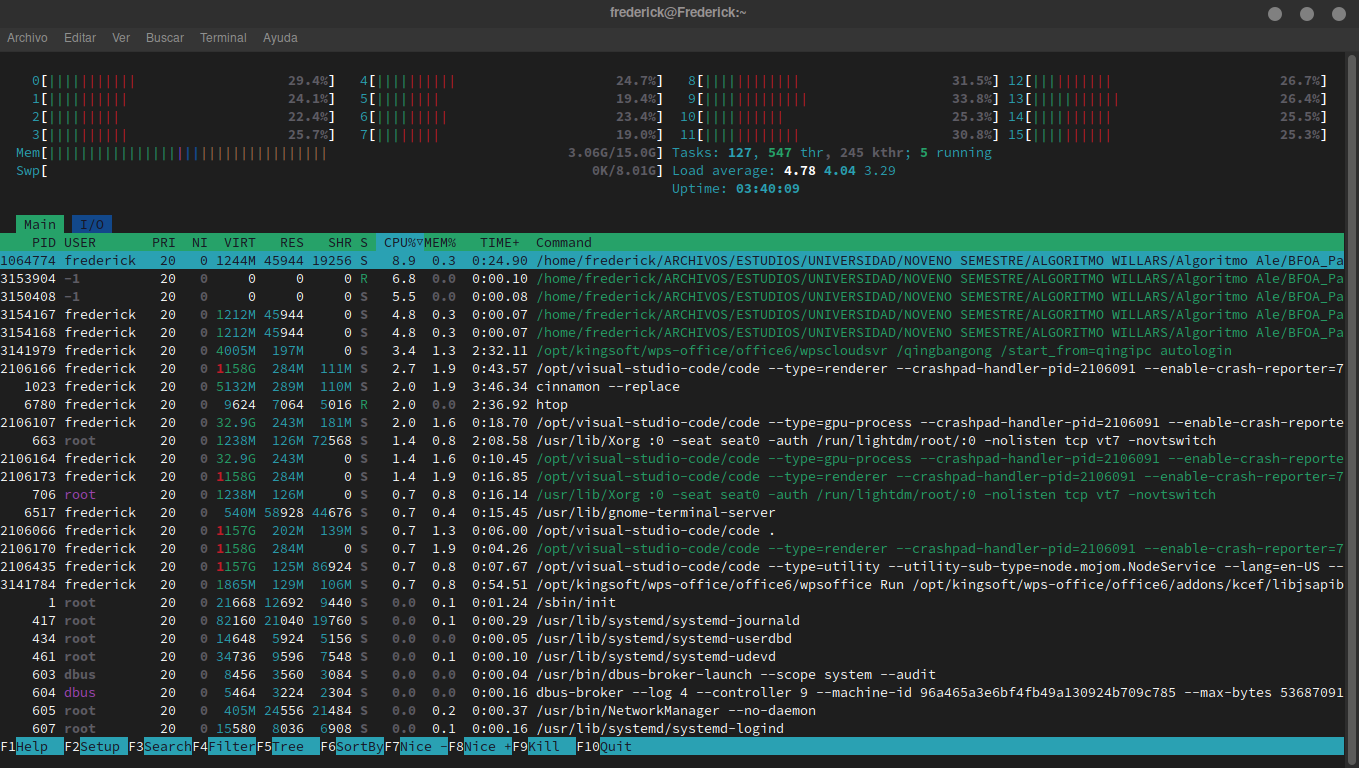 frederick@Frederick:~
Archivo Editar Ver Buscar Terminal Ayuda
0[|||||||||||| 29.4%] 4[|||||||||| 24.7%] 8[|||||||||||| 31.5%] 12[|||||||||| 26.7%]
1[|||||||||| 24.1%] 5[|||||||| 19.4%] 9[||||||||||||| 33.8%] 13[||||||||||| 26.4%]
2[||||||||| 22.4%] 6[||||||||| 23.4%] 10[|||||||||| 25.3%] 14[|||||||||| 25.5%]
3[|||||||||| 25.7%] 7[|||||||| 19.0%] 11[|||||||||||| 30.8%] 15[|||||||||| 25.3%]
Mem[||||||||||||||||||||||||||||||||||| 3.06G/15.0G] Tasks: 127, 547 thr, 245 kthr; 5 running
Swp[ 0K/8.01G] Load average: 4.78 4.04 3.29
Uptime: 03:40:09
Main I/O
PID USER PRI NI VIRT RES SHR S CPU%▽MEM% TIME+ Command
1064774 frederick 20 0 1244M 45944 19256 S 8.9 0.3 0:24.90 /home/frederick/ARCHIVOS/ESTUDIOS/UNIVERSIDAD/NOVENO SEMESTRE/ALGORITMO WILLARS/Algoritmo Ale/BFOA_Pa
3153904 -1 20 0 0 0 0 R 6.8 0.0 0:00.10 /home/frederick/ARCHIVOS/ESTUDIOS/UNIVERSIDAD/NOVENO SEMESTRE/ALGORITMO WILLARS/Algoritmo Ale/BFOA_Pa
3150408 -1 20 0 0 0 0 S 5.5 0.0 0:00.08 /home/frederick/ARCHIVOS/ESTUDIOS/UNIVERSIDAD/NOVENO SEMESTRE/ALGORITMO WILLARS/Algoritmo Ale/BFOA_Pa
3154167 frederick 20 0 1212M 45944 0 S 4.8 0.3 0:00.07 /home/frederick/ARCHIVOS/ESTUDIOS/UNIVERSIDAD/NOVENO SEMESTRE/ALGORITMO WILLARS/Algoritmo Ale/BFOA_Pa
3154168 frederick 20 0 1212M 45944 0 S 4.8 0.3 0:00.07 /home/frederick/ARCHIVOS/ESTUDIOS/UNIVERSIDAD/NOVENO SEMESTRE/ALGORITMO WILLARS/Algoritmo Ale/BFOA_Pa
3141979 frederick 20 0 4005M 197M 0 S 3.4 1.3 2:32.11 /opt/kingsoft/wps-office/office6/wpscloudsvr /qingbangong /start_from=qingipc autologin
2106166 frederick 20 0 1158G 284M 111M S 2.7 1.9 0:43.57 /opt/visual-studio-code/code --type=renderer --crashpad-handler-pid=2106091 --enable-crash-reporter=7
1023 frederick 20 0 5132M 289M 110M S 2.0 1.9 3:46.34 cinnamon --replace
6780 frederick 20 0 9624 7064 5016 R 2.0 0.0 2:36.92 htop
2106107 frederick 20 0 32.9G 243M 181M S 2.0 1.6 0:18.70 /opt/visual-studio-code/code --type=gpu-process --crashpad-handler-pid=2106091 --enable-crash-reporte
663 root 20 0 1238M 126M 72568 S 1.4 0.8 2:08.58 /usr/lib/Xorg :0 -seat seat0 -auth /run/lightdm/root/:0 -nolisten tcp vt7 -novtswitch
2106164 frederick 20 0 32.9G 243M 0 S 1.4 1.6 0:10.45 /opt/visual-studio-code/code --type=gpu-process --crashpad-handler-pid=2106091 --enable-crash-reporte
2106173 frederick 20 0 1158G 284M 0 S 1.4 1.9 0:16.85 /opt/visual-studio-code/code --type=renderer --crashpad-handler-pid=2106091 --enable-crash-reporter=7
706 root 20 0 1238M 126M 0 S 0.7 0.8 0:16.14 /usr/lib/Xorg :0 -seat seat0 -auth /run/lightdm/root/:0 -nolisten tcp vt7 -novtswitch
6517 frederick 20 0 540M 58928 44676 S 0.7 0.4 0:15.45 /usr/lib/gnome-terminal-server
2106066 frederick 20 0 1157G 202M 139M S 0.7 1.3 0:06.00 /opt/visual-studio-code/code .
2106170 frederick 20 0 1158G 284M 0 S 0.7 1.9 0:04.26 /opt/visual-studio-code/code --type=renderer --crashpad-handler-pid=2106091 --enable-crash-reporter=7
2106435 frederick 20 0 1157G 125M 86924 S 0.7 0.8 0:07.67 /opt/visual-studio-code/code --type=utility --utility-sub-type=node.mojom.NodeService --lang=en-US --
3141784 frederick 20 0 1865M 129M 106M S 0.7 0.8 0:54.51 /opt/kingsoft/wps-office/office6/wpsoffice Run /opt/kingsoft/wps-office/office6/addons/kcef/libjsapib
1 root 20 0 21668 12692 9440 S 0.0 0.1 0:01.24 /sbin/init
417 root 20 0 82160 21040 19760 S 0.0 0.1 0:00.29 /usr/lib/systemd/systemd-journald
434 root 20 0 14648 5924 5156 S 0.0 0.0 0:00.05 /usr/lib/systemd/systemd-userdbd
461 root 20 0 34736 9596 7548 S 0.0 0.1 0:00.10 /usr/lib/systemd/systemd-udevd
603 dbus 20 0 8456 3560 3084 S 0.0 0.0 0:00.04 /usr/bin/dbus-broker-launch --scope system --audit
604 dbus 20 0 5464 3224 2304 S 0.0 0.0 0:00.16 dbus-broker --log 4 --controller 9 --machine-id 96a465a3e6bf4fb49a130924b709c785 --max-bytes 53687091
605 root 20 0 405M 24556 21484 S 0.0 0.2 0:00.37 /usr/bin/NetworkManager --no-daemon
607 root 20 0 15580 8036 6908 S 0.0 0.1 0:00.16 /usr/lib/systemd/systemd-logind
F1Help F2Setup F3SearchF4FilterF5Tree F6SortByF7Nice -F8Nice +F9Kill F10Quit